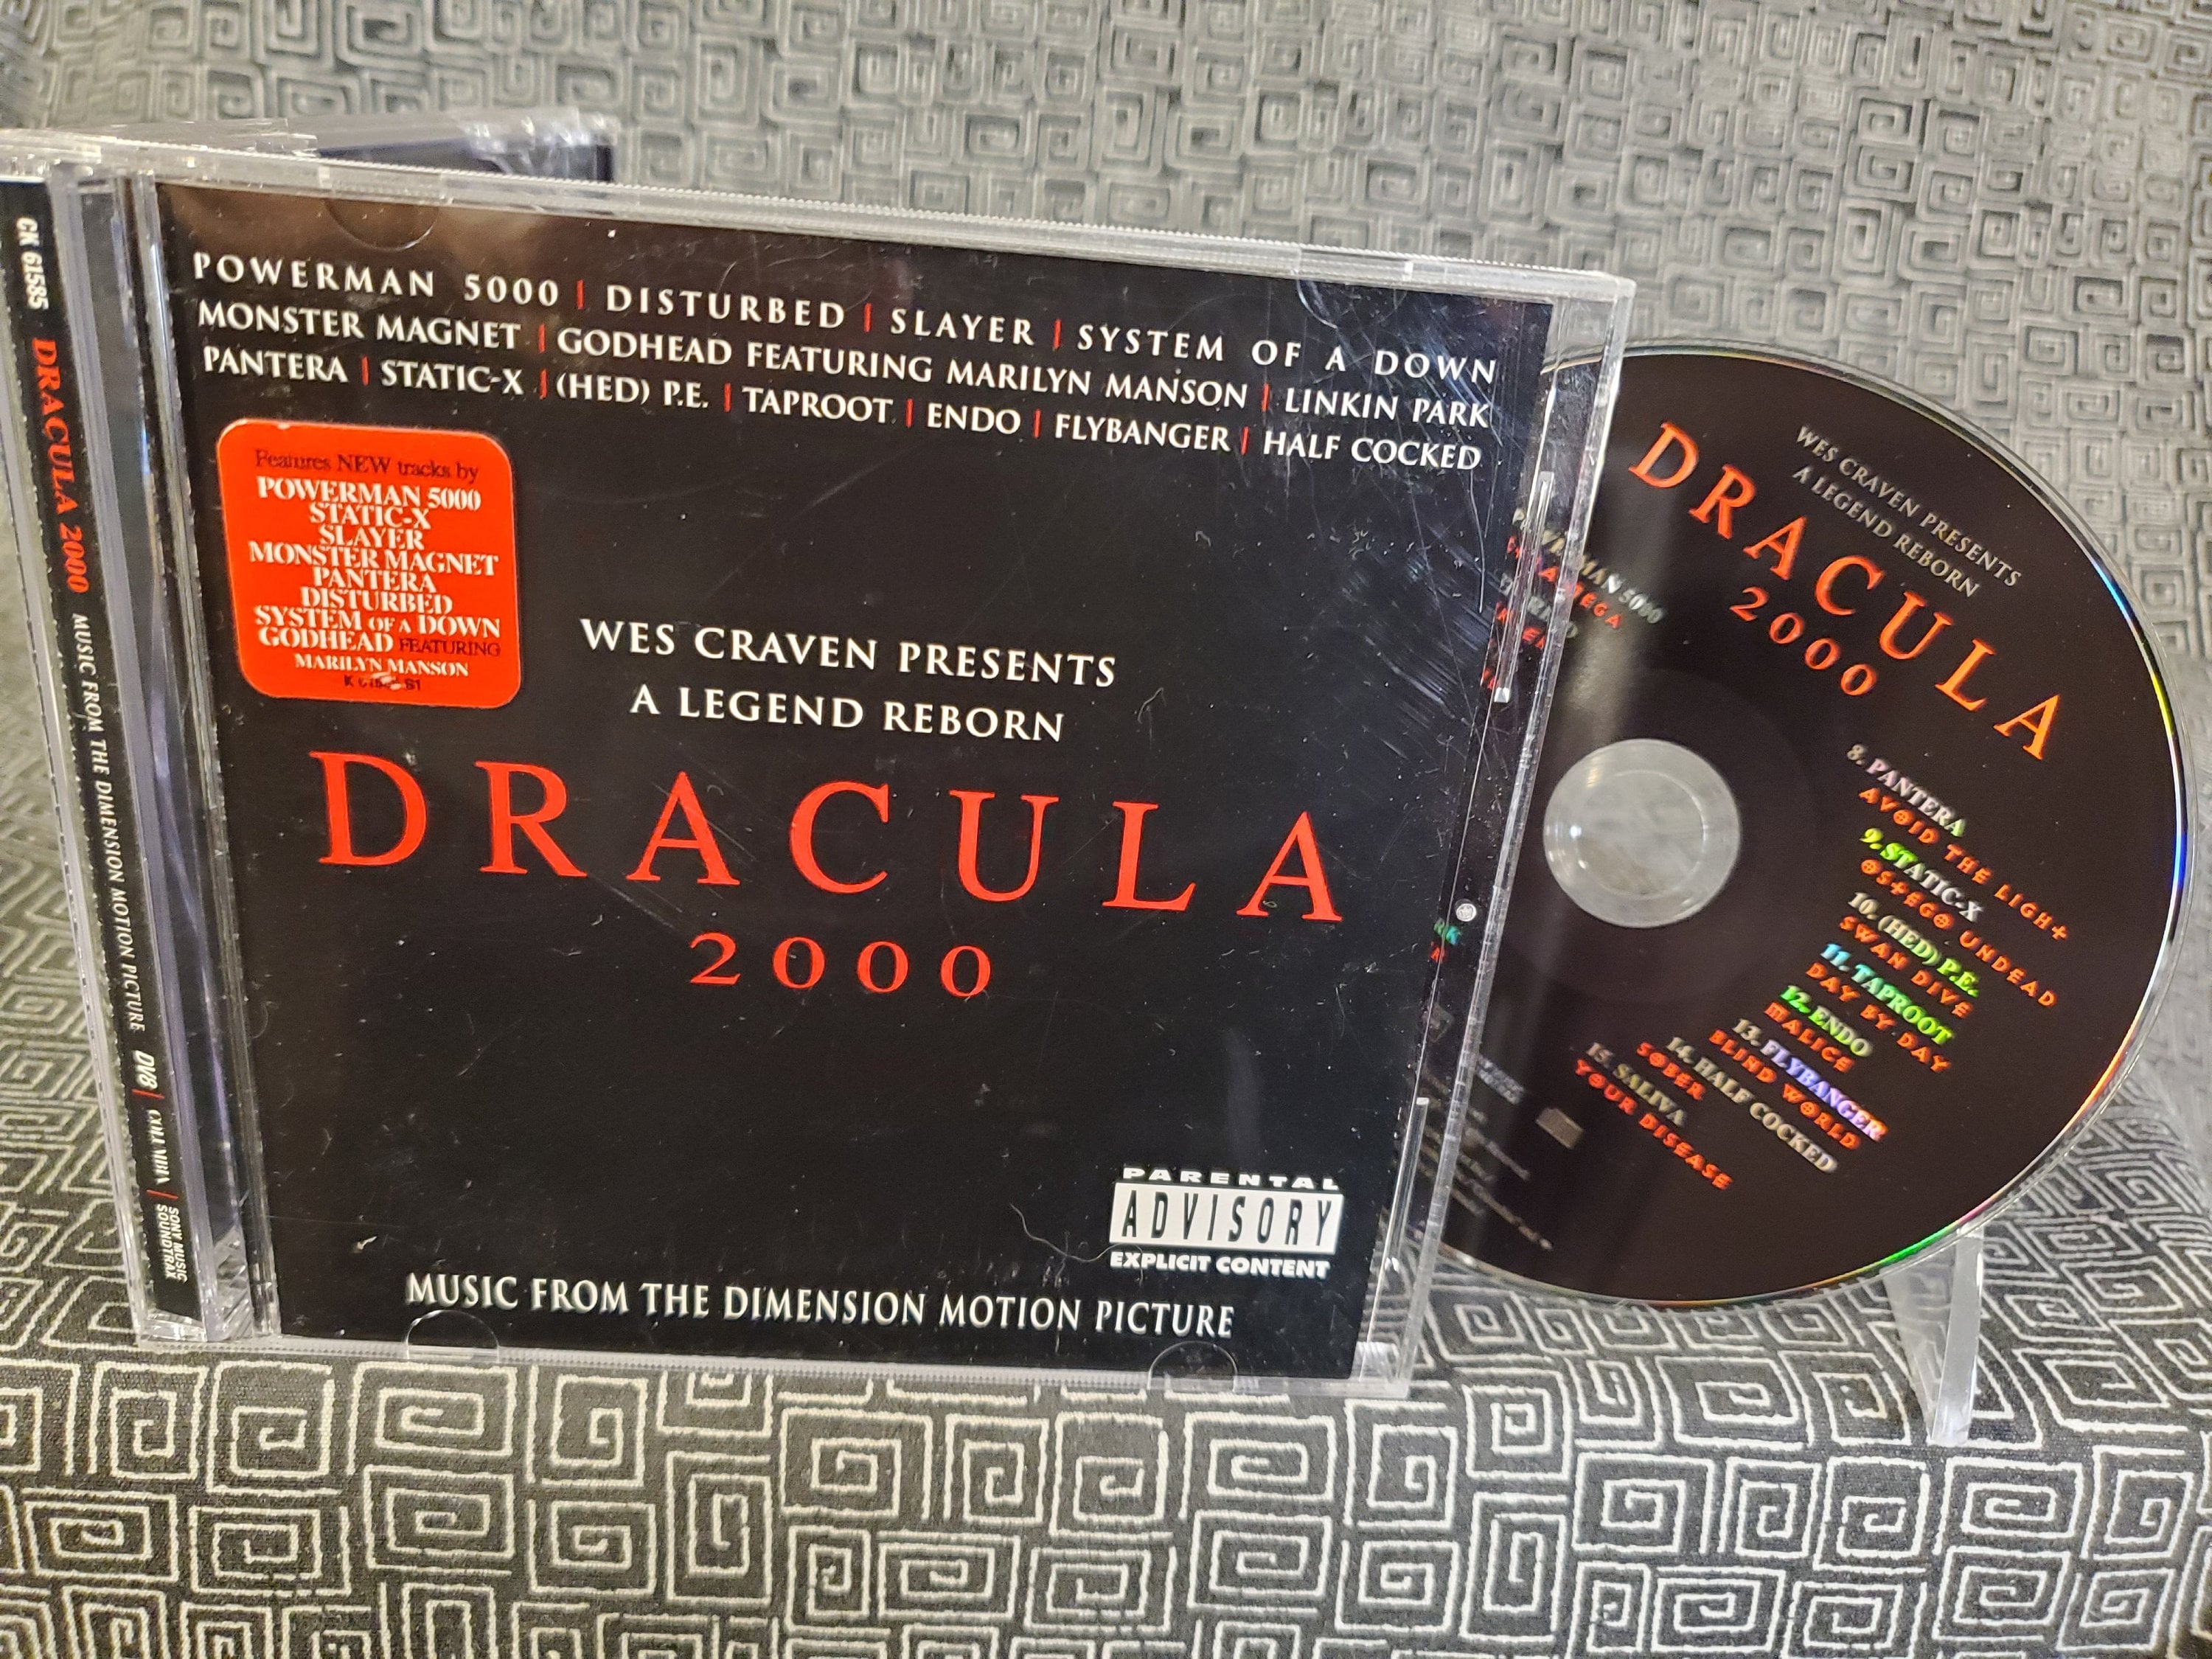 CK 61585 DRACULA 2000 MUSIC FROM THE DIMENSION MOTION PICTURE DV8 | COLUMBIA | SONY MUSIC SOUNDTRAX
POWERMAN 5000 | DISTURBED | SLAYER | SYSTEM OF A DOWN
MONSTER MAGNET | GODHEAD FEATURING MARILYN MANSON | LINKIN PARK
PANTERA | STATIC-X | (HED) P.E. | TAPROOT | ENDO | FLYBANGER | HALF COCKED
Features NEW tracks by
POWERMAN 5000
STATIC-X
SLAYER
MONSTER MAGNET
PANTERA
DISTURBED
SYSTEM OF A DOWN
GODHEAD FEATURING
MARILYN MANSON
WES CRAVEN PRESENTS
A LEGEND REBORN
DRACULA
2000
PARENTAL
ADVISORY
EXPLICIT CONTENT
MUSIC FROM THE DIMENSION MOTION PICTURE
WES CRAVEN PRESENTS
A LEGEND REBORN
DRACULA
2000
POWERMAN 5000
8. PANTERA
AVOID THE LIGHT
9. STATIC-X
OSTEGO UNDEAD
10. (HED) P.E.
SWAN DIVE
11. TAPROOT
DAY BY DAY
12. ENDO
MALICE
13. FLYBANGER
BLIND WORLD
14. HALF COCKED
SOBER
15. SALIVA
YOUR DISEASE